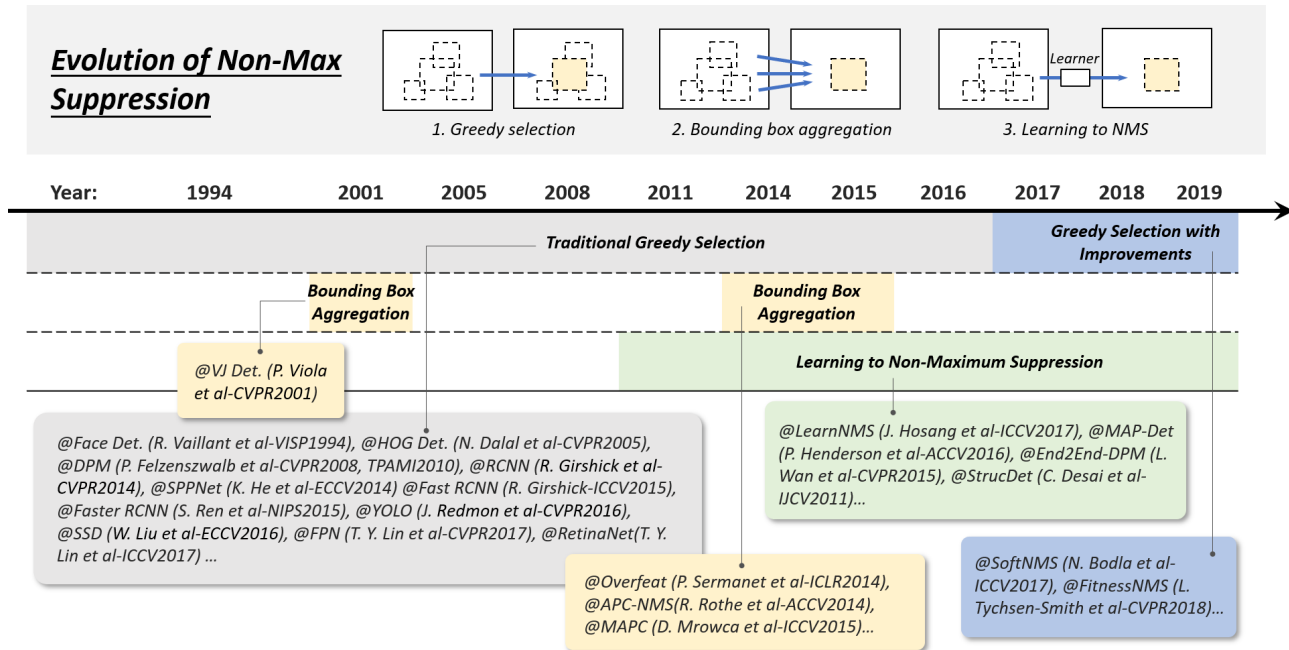 Evolution of Non-Max
Suppression
Learner
1. Greedy selection
2. Bounding box aggregation
3. Learning to NMS
Year: 1994 2001 2005 2008 2011 2014 2015 2016 2017 2018 2019
Traditional Greedy Selection
Greedy Selection with
Improvements
Bounding Box
Aggregation
Bounding Box
Aggregation
Learning to Non-Maximum Suppression
@VJ Det. (P. Viola
et al-CVPR2001)
@Face Det. (R. Vaillant et al-VISP1994), @HOG Det. (N. Dalal et al-CVPR2005),
@DPM (P. Felzenszwalb et al-CVPR2008, TPAMI2010), @RCNN (R. Girshick et al-
CVPR2014), @SPPNet (K. He et al-ECCV2014) @Fast RCNN (R. Girshick-ICCV2015),
@Faster RCNN (S. Ren et al-NIPS2015), @YOLO (J. Redmon et al-CVPR2016),
@SSD (W. Liu et al-ECCV2016), @FPN (T. Y. Lin et al-CVPR2017), @RetinaNet(T. Y.
Lin et al-ICCV2017) ...
@LearnNMS (J. Hosang et al-ICCV2017), @MAP-Det
(P. Henderson et al-ACCV2016), @End2End-DPM (L.
Wan et al-CVPR2015), @StrucDet (C. Desai et al-
IJCV2011)...
@Overfeat (P. Sermanet et al-ICLR2014),
@APC-NMS(R. Rothe et al-ACCV2014),
@MAPC (D. Mrowca et al-ICCV2015)...
@SoftNMS (N. Bodla et al-
ICCV2017), @FitnessNMS (L.
Tychsen-Smith et al-CVPR2018)...